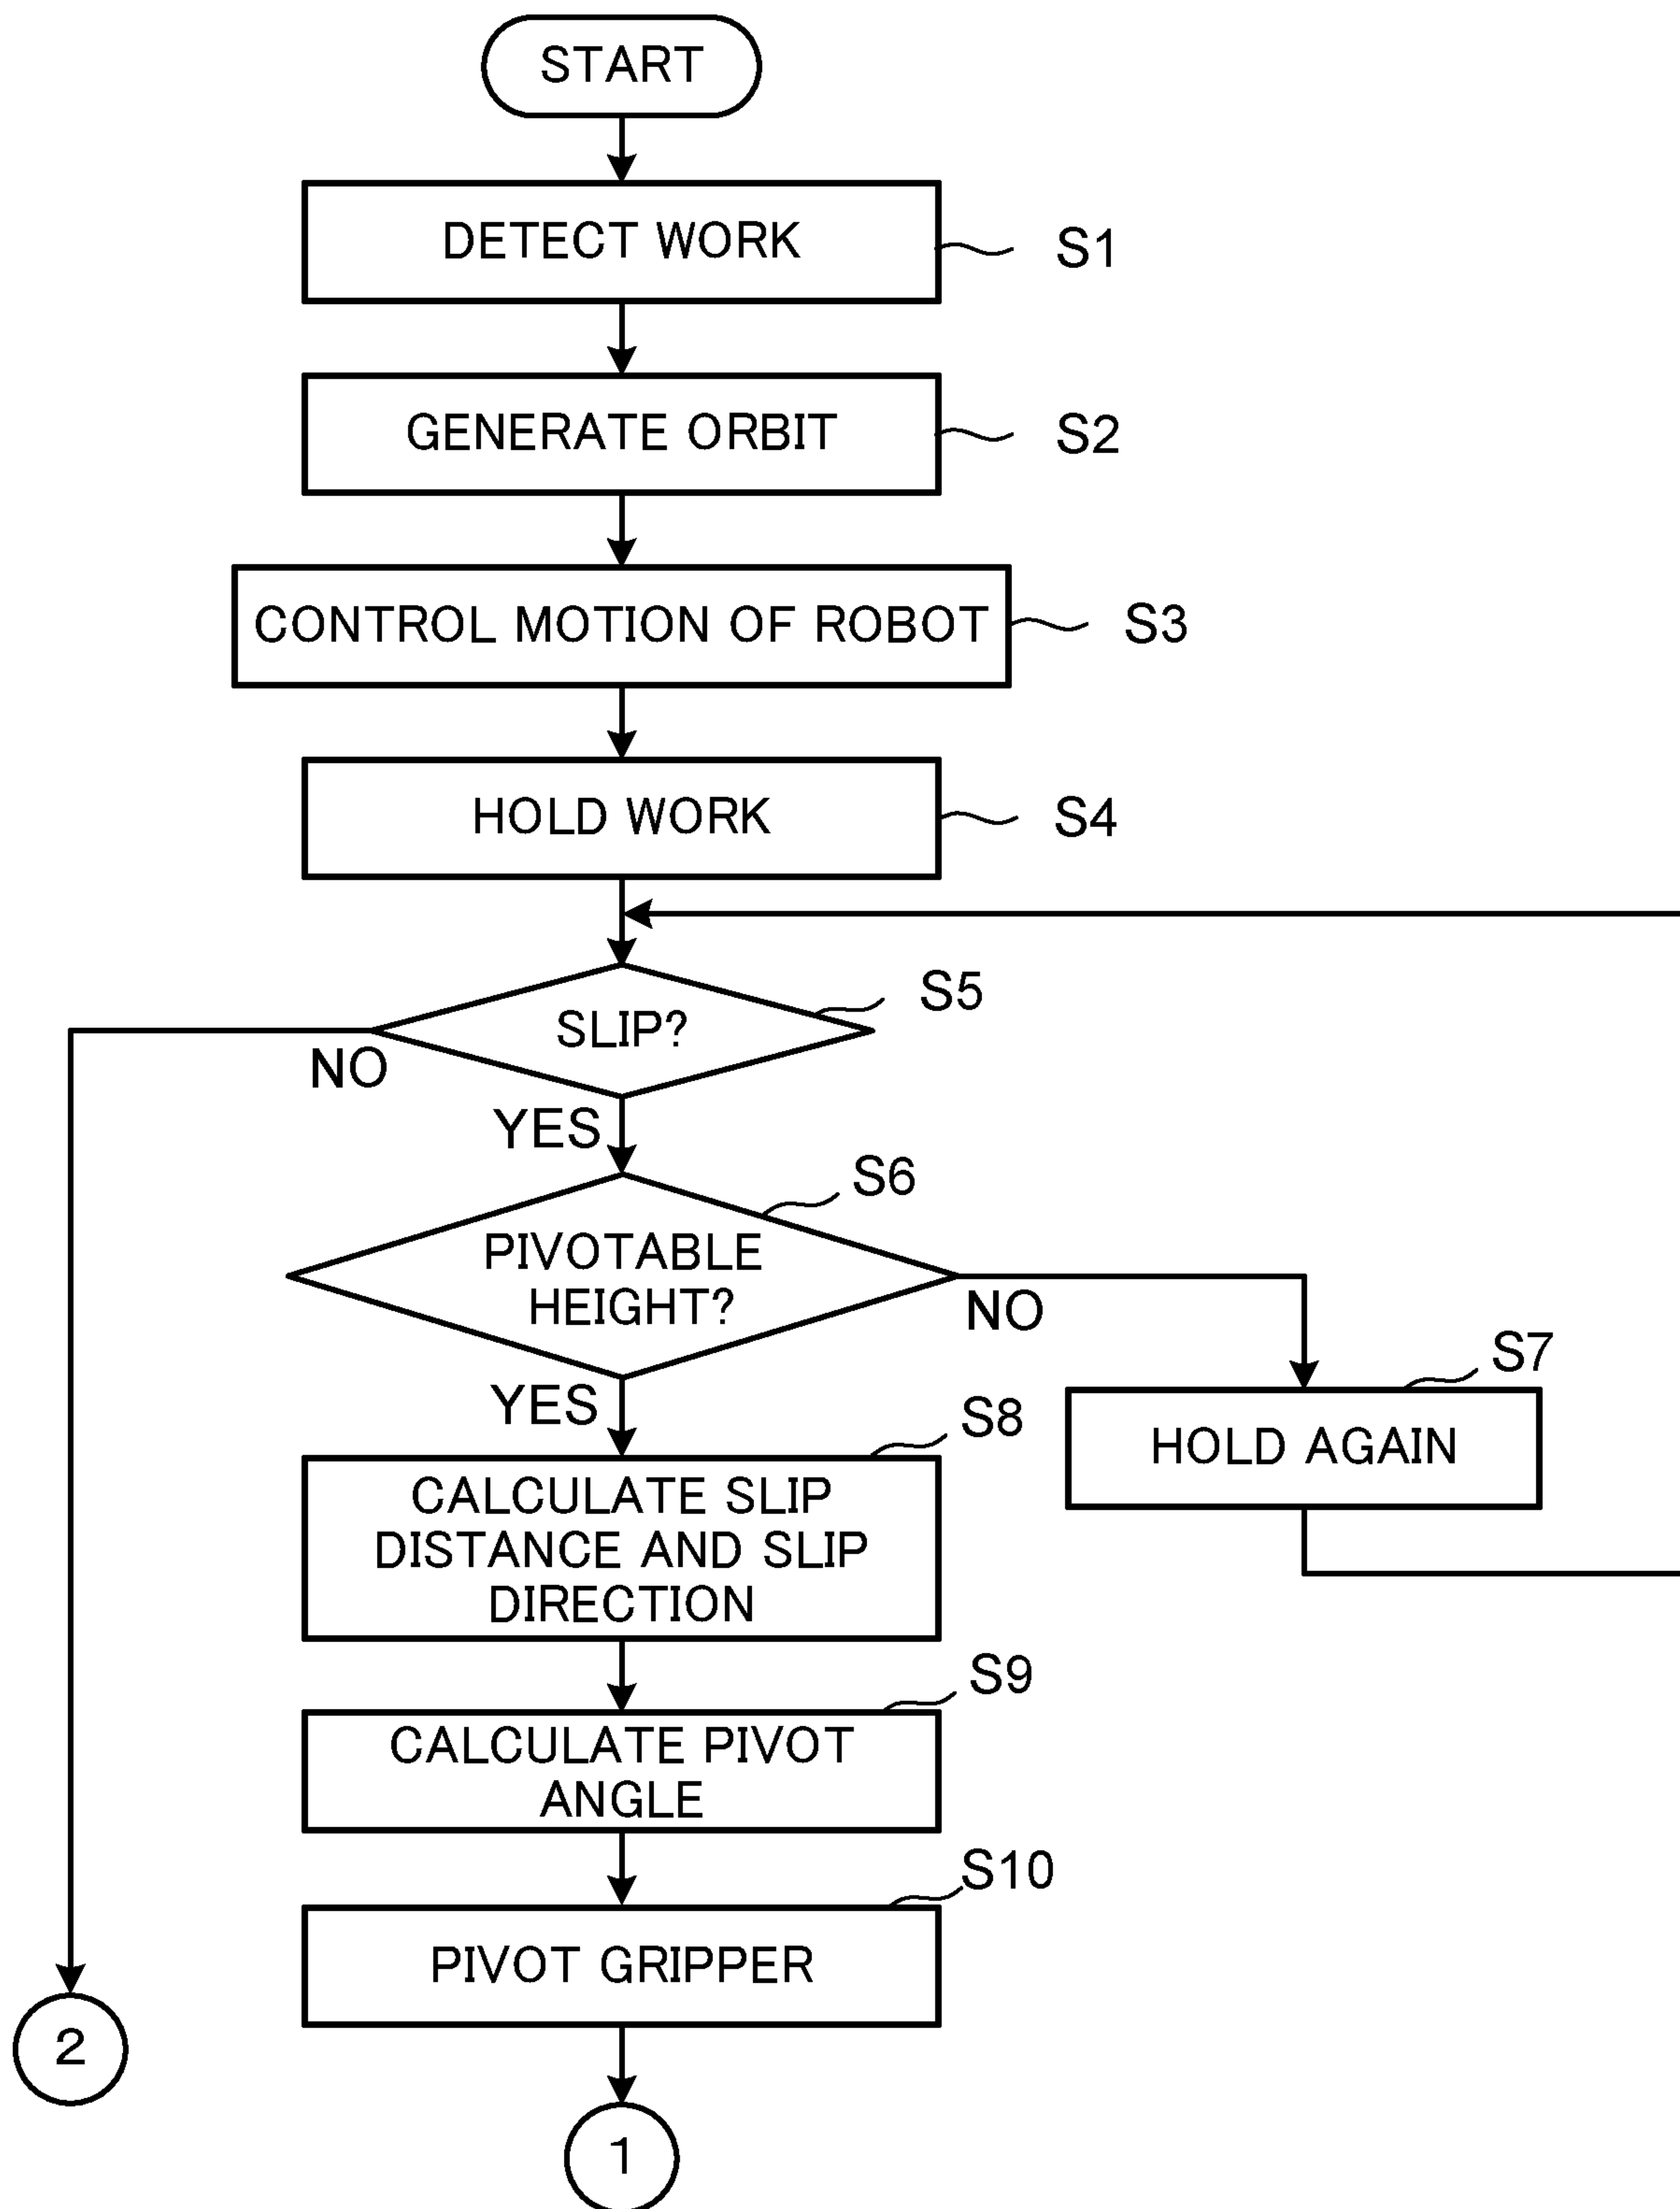 START
DETECT WORK
S1
GENERATE ORBIT
S2
CONTROL MOTION OF ROBOT
S3
HOLD WORK
S4
S5
SLIP?
NO
YES
S6
PIVOTABLE
HEIGHT?
NO
YES
S7
HOLD AGAIN
S8
CALCULATE SLIP
DISTANCE AND SLIP
DIRECTION
S9
CALCULATE PIVOT
ANGLE
S10
PIVOT GRIPPER
2
1